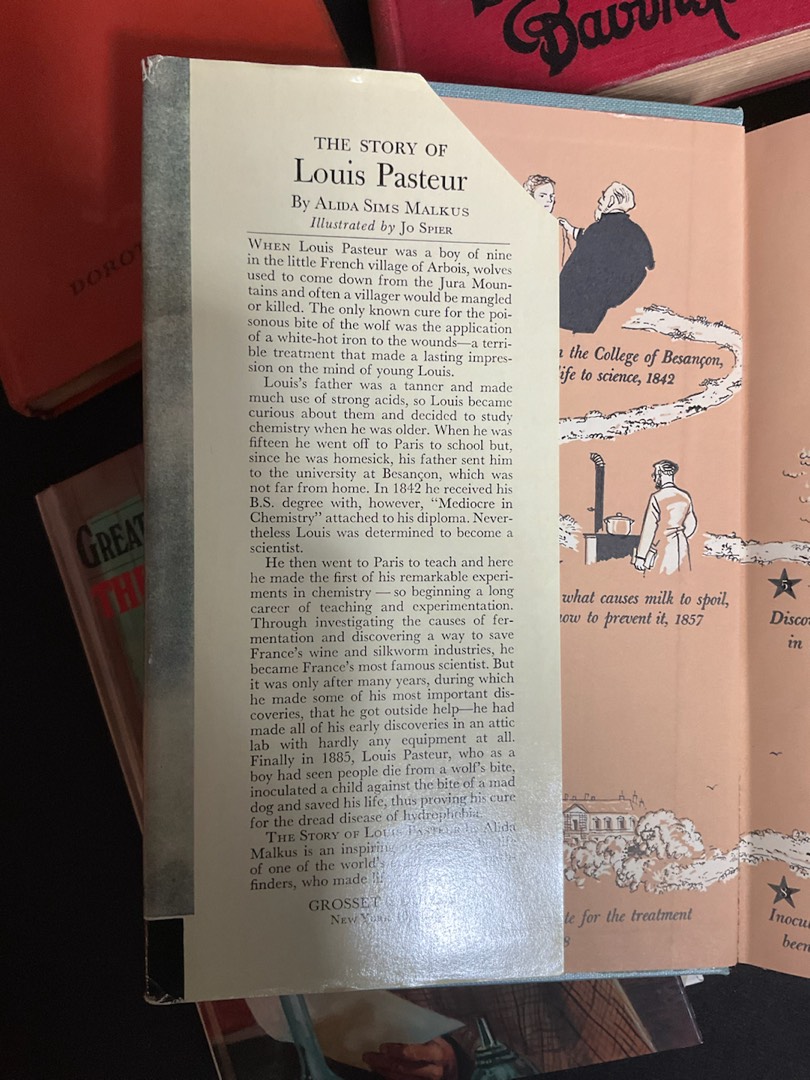 THE STORY OF
Louis Pasteur
By ALIDA SIMS MALKUS
Illustrated by JO SPIER
WHEN Louis Pasteur was a boy of nine
in the little French village of Arbois, wolves
used to come down from the Jura Moun-
tains and often a villager would be mangled
or killed. The only known cure for the poi-
sonous bite of the wolf was the application
of a white-hot iron to the wounds—a terri-
ble treatment that made a lasting impres-
sion on the mind of young Louis.
Louis's father was a tanner and made
much use of strong acids, so Louis became
curious about them and decided to study
chemistry when he was older. When he was
fifteen he went off to Paris to school but,
since he was homesick, his father sent him
to the university at Besançon, which was
not far from home. In 1842 he received his
B.S. degree with, however, “Mediocre in
Chemistry” attached to his diploma. Never-
theless Louis was determined to become a
scientist.
He then went to Paris to teach and here
he made the first of his remarkable experi-
ments in chemistry — so beginning a long
career of teaching and experimentation.
Through investigating the causes of fer-
mentation and discovering a way to save
France's wine and silkworm industries, he
became France's most famous scientist. But
it was only after many years, during which
he made some of his most important dis-
coveries, that he got outside help—he had
made all of his early discoveries in an attic
lab with hardly any equipment at all.
Finally in 1885, Louis Pasteur, who as a
boy had seen people die from a wolf's bite,
inoculated a child against the bite of a mad
dog and saved his life, thus proving his cure
for the dread disease of hydrophobia.
THE STORY OF LOUIS PASTEUR by Alida
Malkus is an inspiring
of one of the world's
finders, who made
GROSSET &
NEW YORK
the College of Besançon,
life to science, 1842
what causes milk to spoil,
how to prevent it, 1857
for the treatment
8
5
in
8
been
GREAT